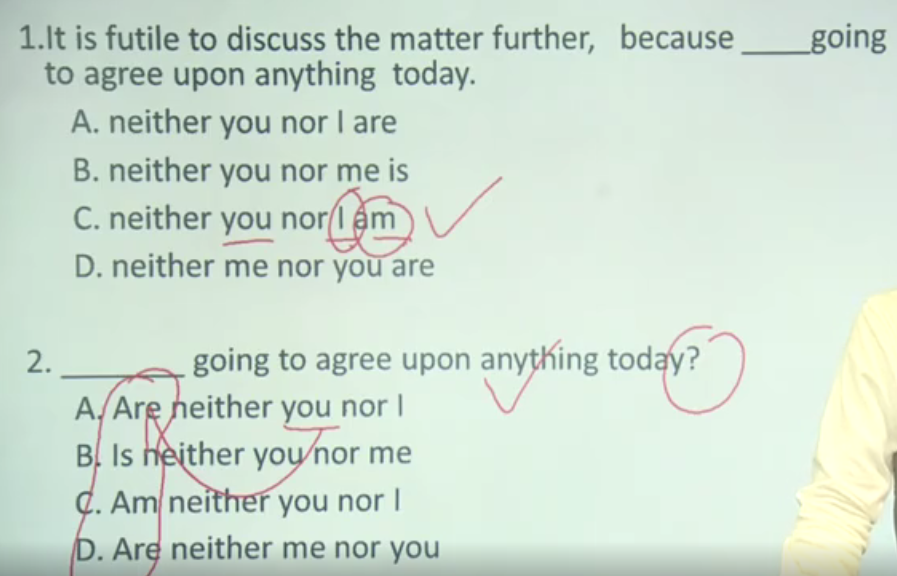 1.It is futile to discuss the matter further, because ____going
to agree upon anything today.
A. neither you nor I are
B. neither you nor me is
C. neither you nor I am
D. neither me nor you are
2. ________ going to agree upon anything today?
A. Are neither you nor I
B. Is neither you nor me
C. Am neither you nor I
D. Are neither me nor you